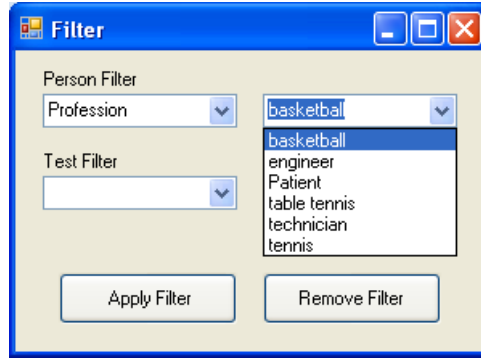 Filter
Person Filter
Profession
basketball
basketball
engineer
Patient
table tennis
technician
tennis
Test Filter
Apply Filter
Remove Filter